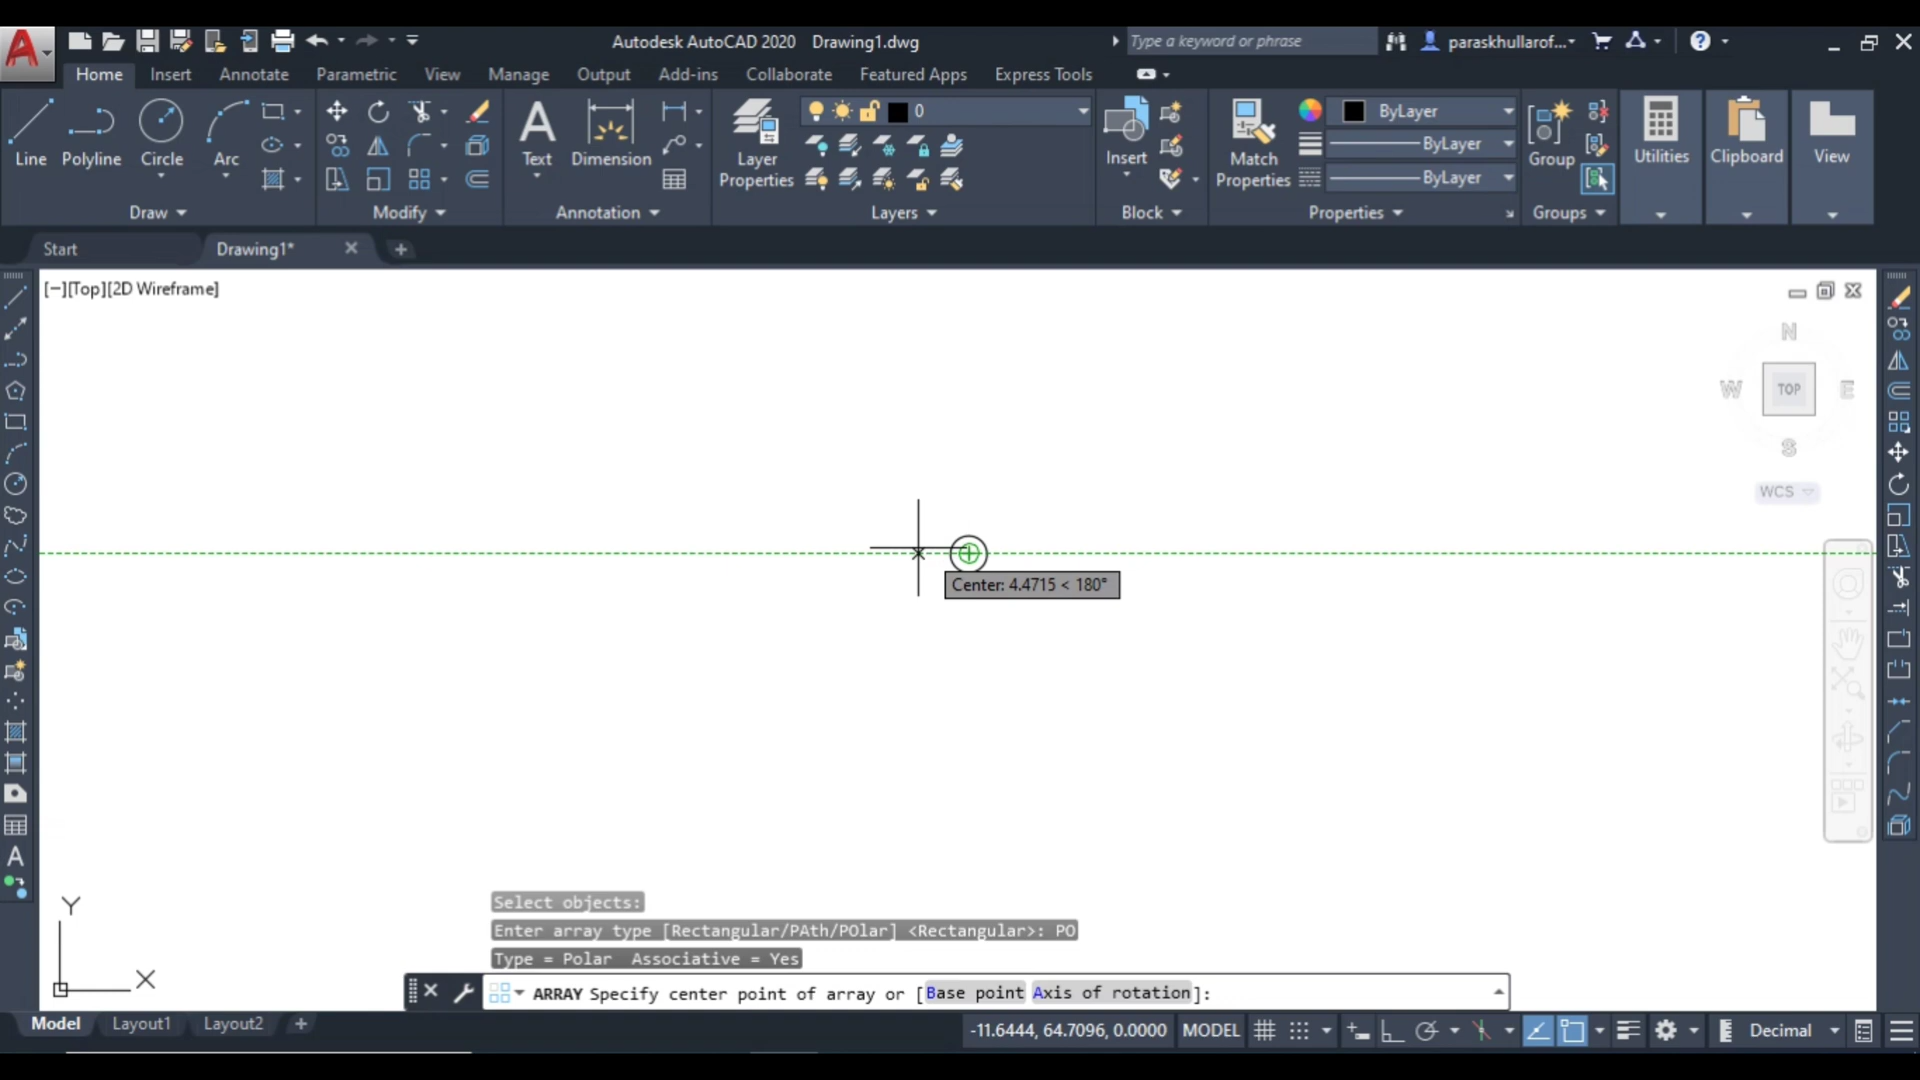 Autodesk AutoCAD 2020 Drawing1.dwg
Type a keyword or phrase
paraskhullarof...
Home Insert Annotate Parametric View Manage Output Add-ins Collaborate Featured Apps Express Tools
0
ByLayer
ByLayer
ByLayer
Line Polyline Circle Arc
Text Dimension
Layer
Properties
Insert
Match
Properties
Group
Utilities Clipboard View
Draw Modify Annotation Layers Block Properties Groups
Start Drawing1*
[−][Top][2D Wireframe]
N
W TOP E
S
WCS
Center: 4.4715 < 180°
Y
X
Select objects:
Enter array type [Rectangular/PAth/POlar] <Rectangular>: PO
Type = Polar Associative = Yes
ARRAY Specify center point of array or [Base point Axis of rotation]:
Model Layout1 Layout2
-11.6444, 64.7096, 0.0000 MODEL Decimal